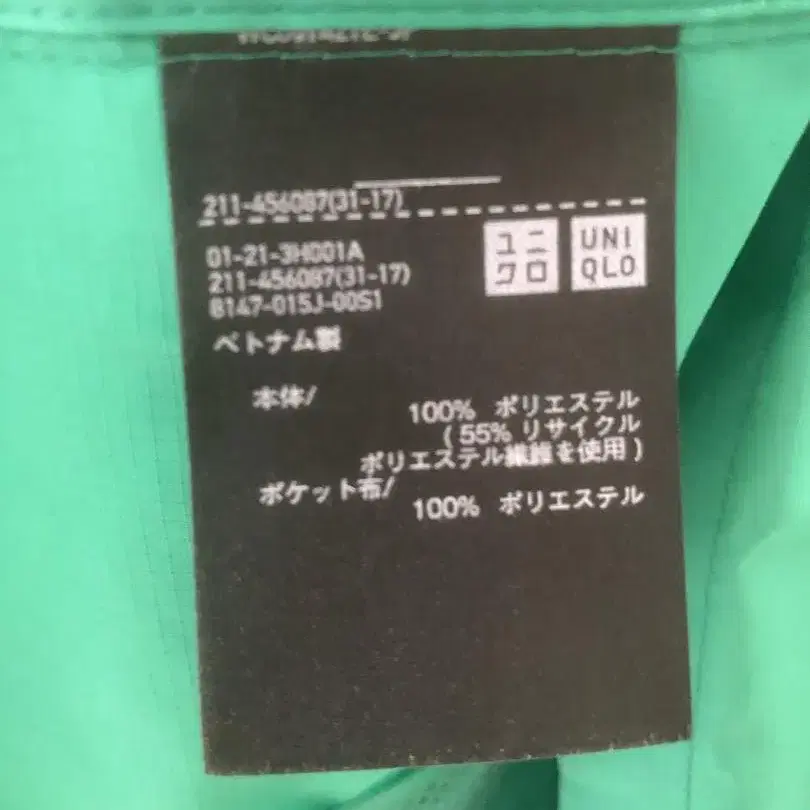 211-456087(31-17)
01-21-3H001A
211-456087(31-17)
8147-015J-00S1
ユニクロ
UNIQLO
ベトナム製
本体/
100% ポリエステル
(55% リサイクル
ポリエステル繊維を使用)
ポケット布/
100% ポリエステル